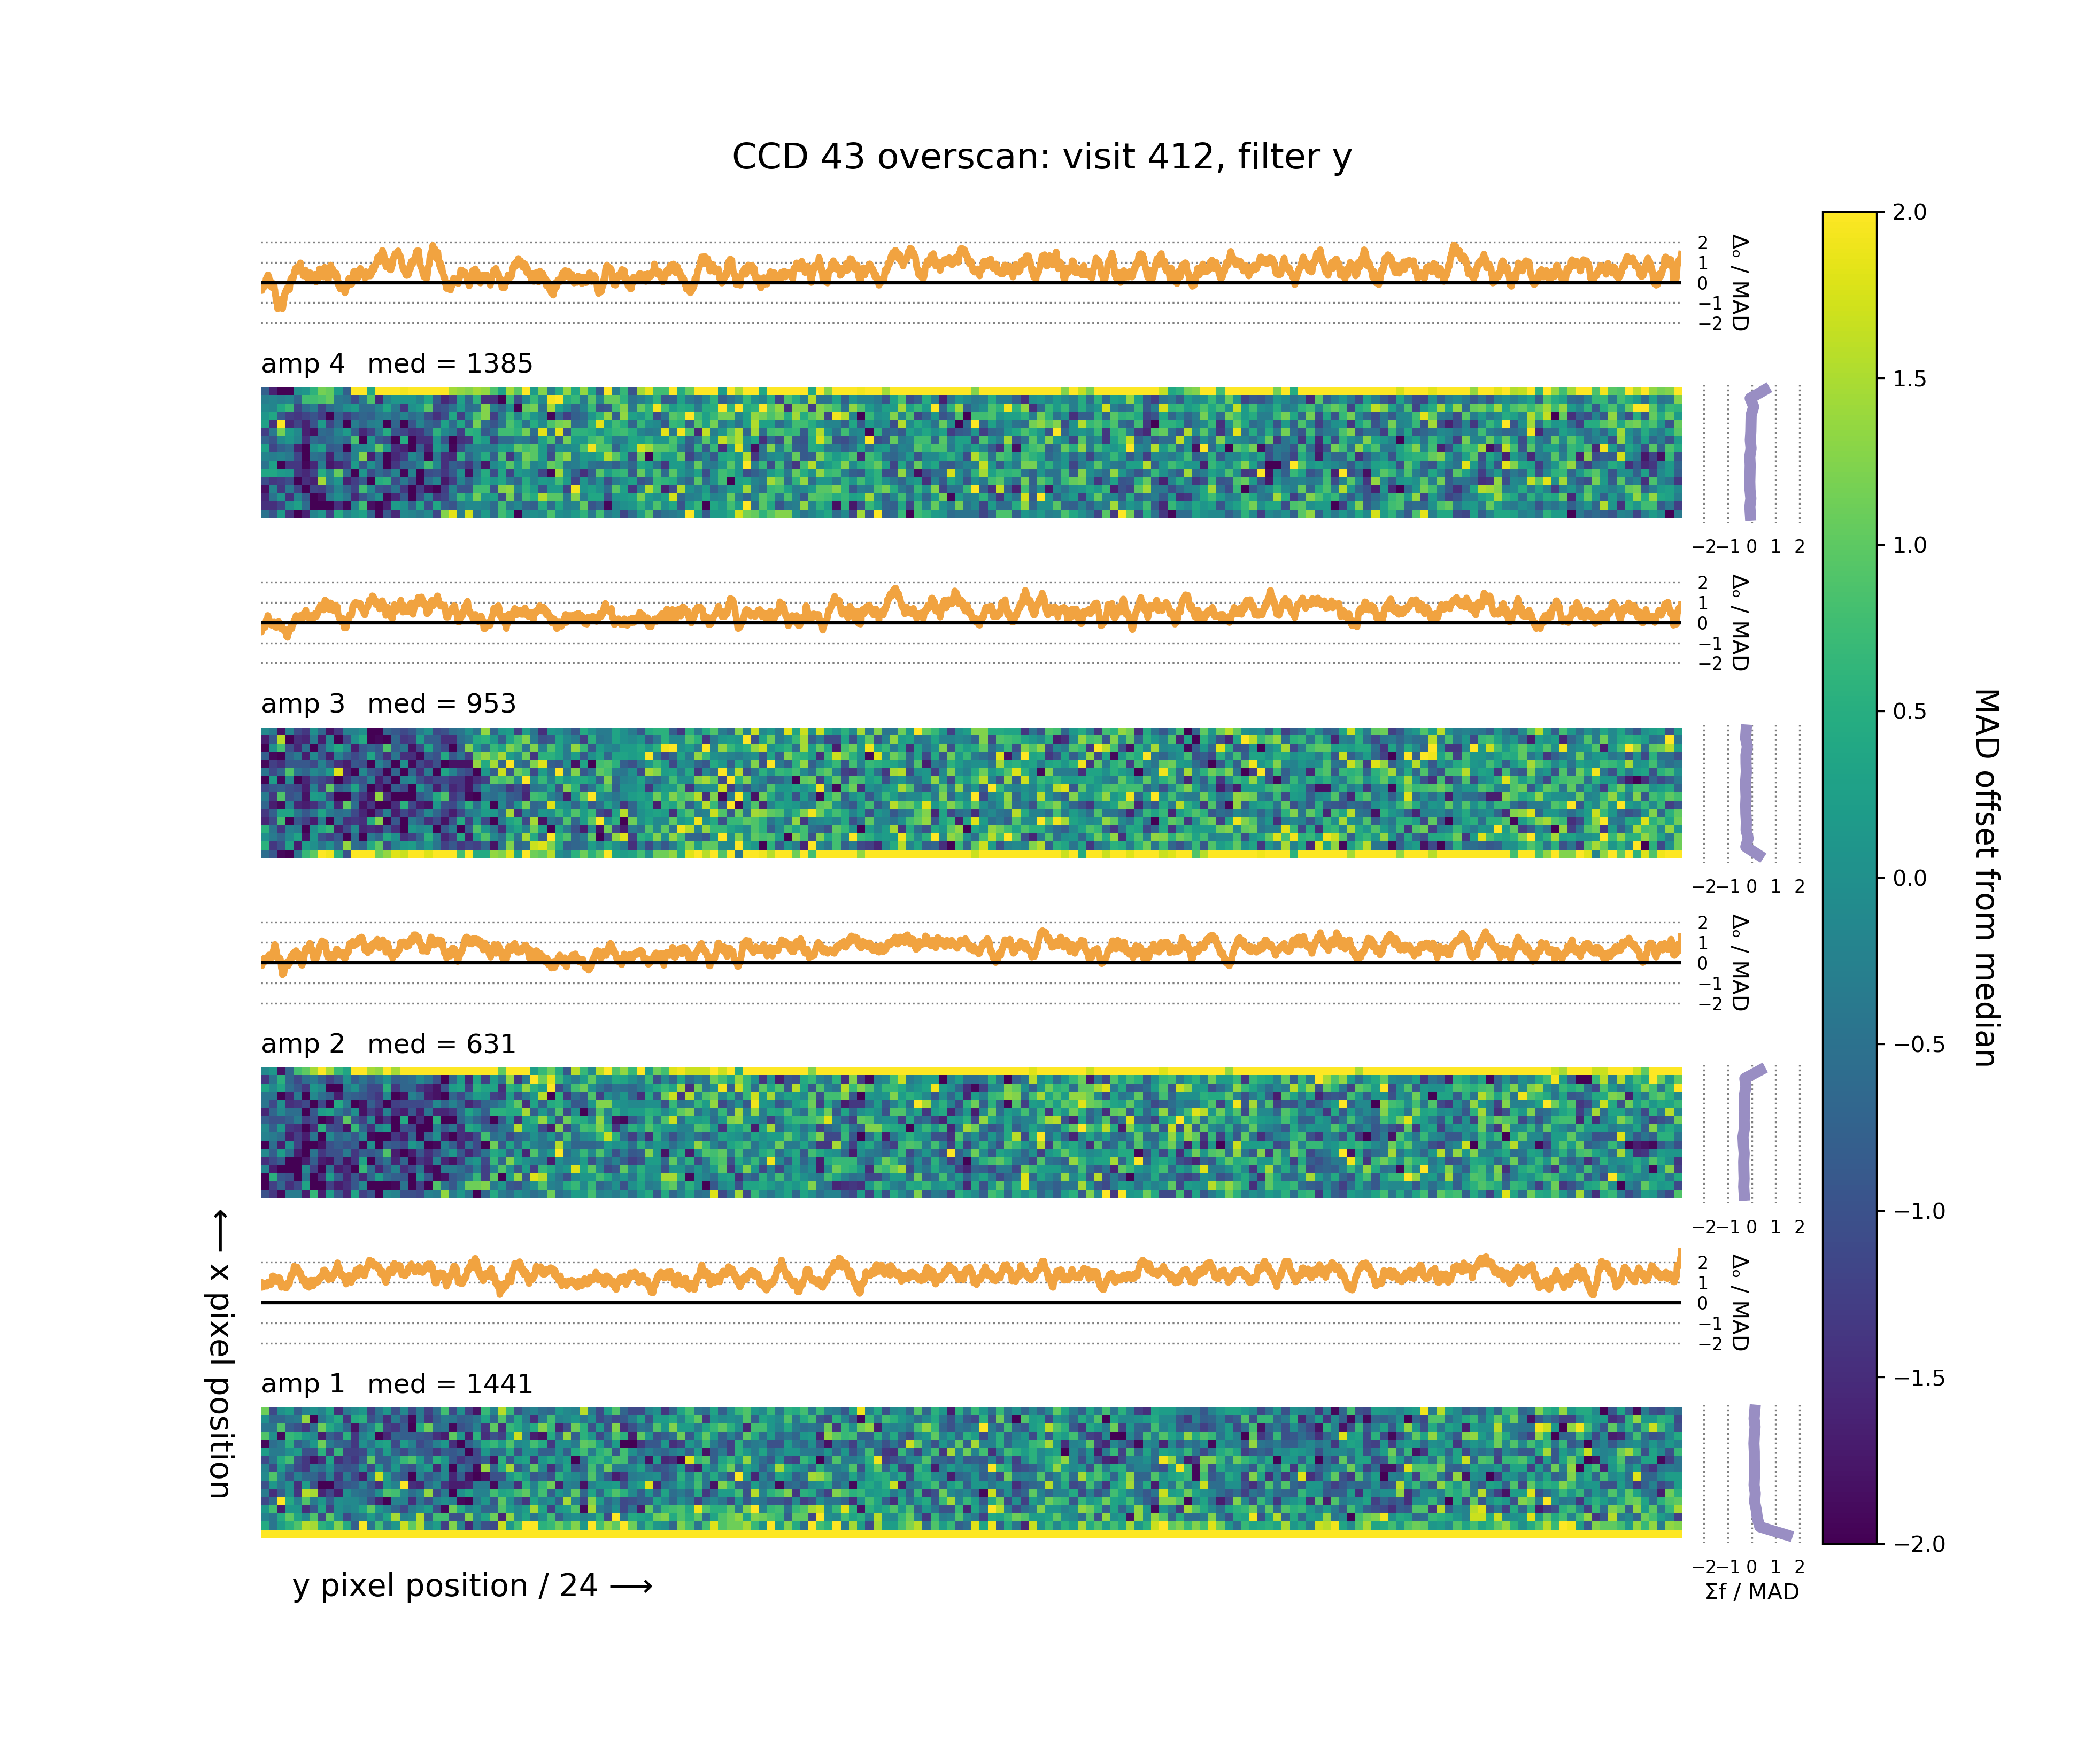 CCD 43 overscan: visit 412, filter y
2
1
0
−1
−2
Δₒ / MAD
amp 4 med = 1385
−2 −1 0 1 2
2
1
0
−1
−2
Δₒ / MAD
amp 3 med = 953
−2 −1 0 1 2
2
1
0
−1
−2
Δₒ / MAD
amp 2 med = 631
−2 −1 0 1 2
2
1
0
−1
−2
Δₒ / MAD
amp 1 med = 1441
−2 −1 0 1 2
Σf / MAD
y pixel position / 24 ⟶
⟵ x pixel position
2.0
1.5
1.0
0.5
0.0
−0.5
−1.0
−1.5
−2.0
MAD offset from median